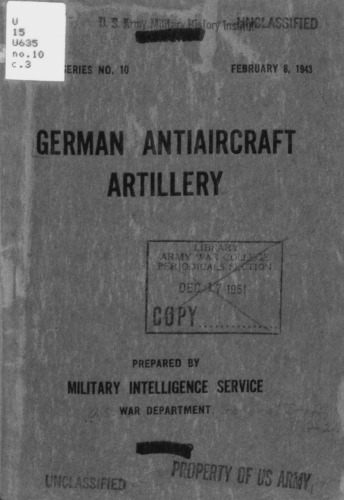 U
15
U635
no.10
c.3
U. S. Army Military History Institute
UNCLASSIFIED
SERIES NO. 10
FEBRUARY 8, 1943
GERMAN ANTIAIRCRAFT
ARTILLERY
LIBRARY
ARMY WAR COLLEGE
PERIODICALS SECTION
DEC 17 1951
COPY
PREPARED BY
MILITARY INTELLIGENCE SERVICE
WAR DEPARTMENT
UNCLASSIFIED
PROPERTY OF US ARMY